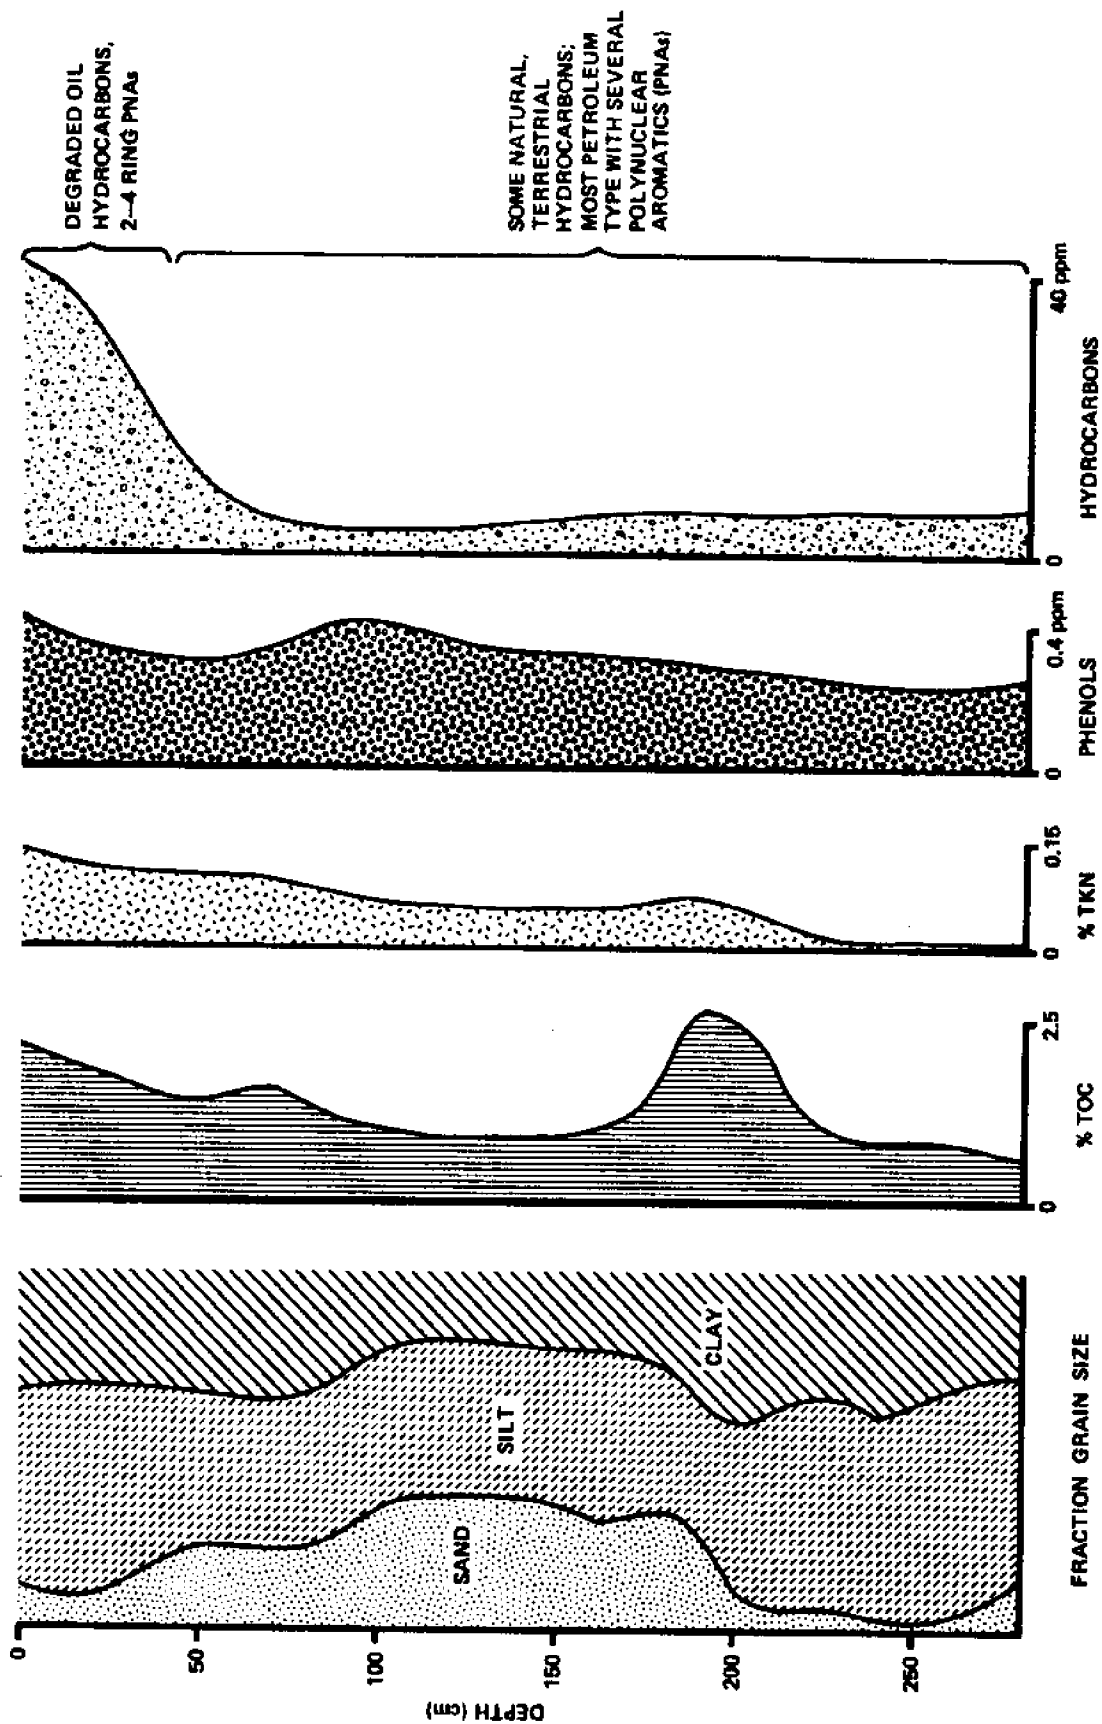 DEGRADED OIL
HYDROCARBONS,
2–4 RING PNAs
SOME NATURAL,
TERRESTRIAL
HYDROCARBONS;
MOST PETROLEUM
TYPE WITH SEVERAL
POLYNUCLEAR
AROMATICS (PNAs)
0
40 ppm
HYDROCARBONS
0
0.4 ppm
PHENOLS
0
0.15
% TKN
0
2.5
% TOC
CLAY
SILT
SAND
FRACTION GRAIN SIZE
0
50
100
150
200
250
DEPTH (cm)